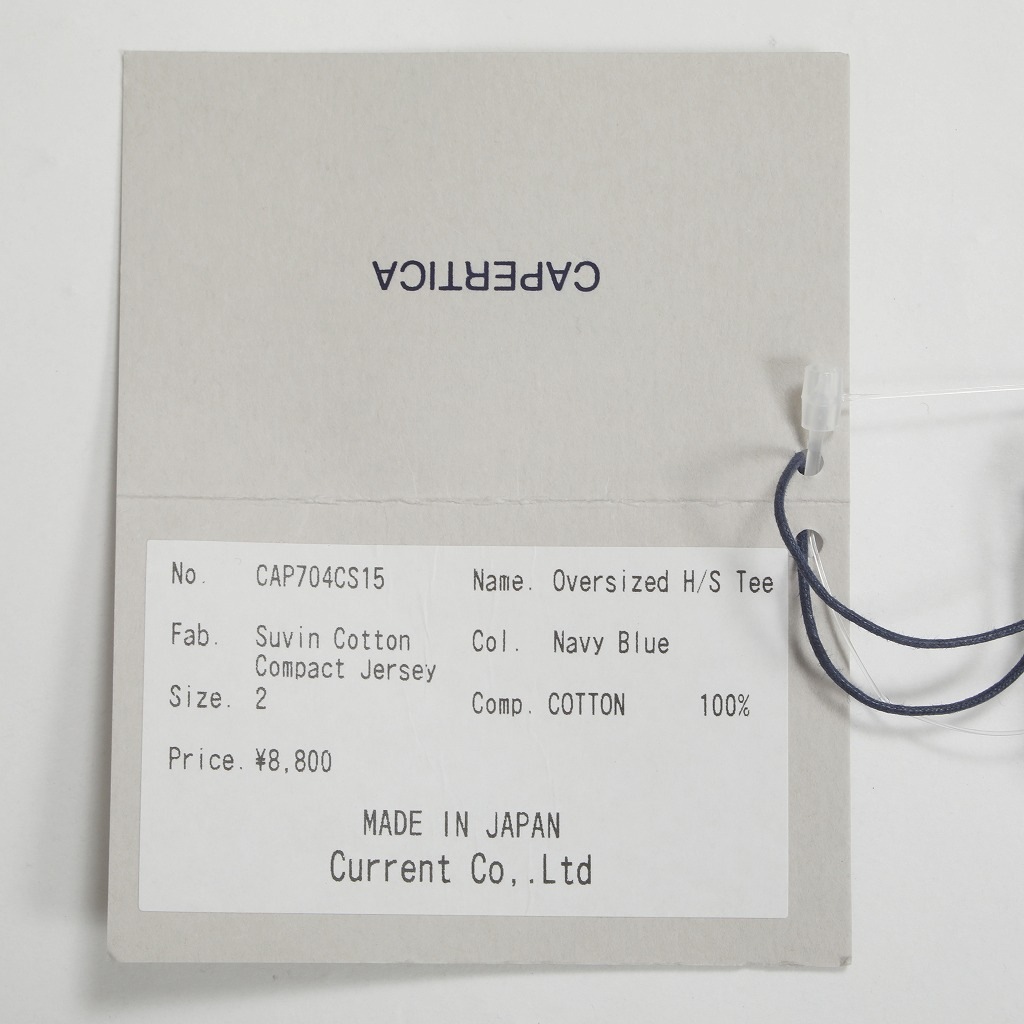 CAPERTICA
No. CAP704CS15 Name. Oversized H/S Tee
Fab. Suvin Cotton Col. Navy Blue
Compact Jersey
Size. 2 Comp. COTTON 100%
Price. ¥8,800
MADE IN JAPAN
Current Co,.Ltd